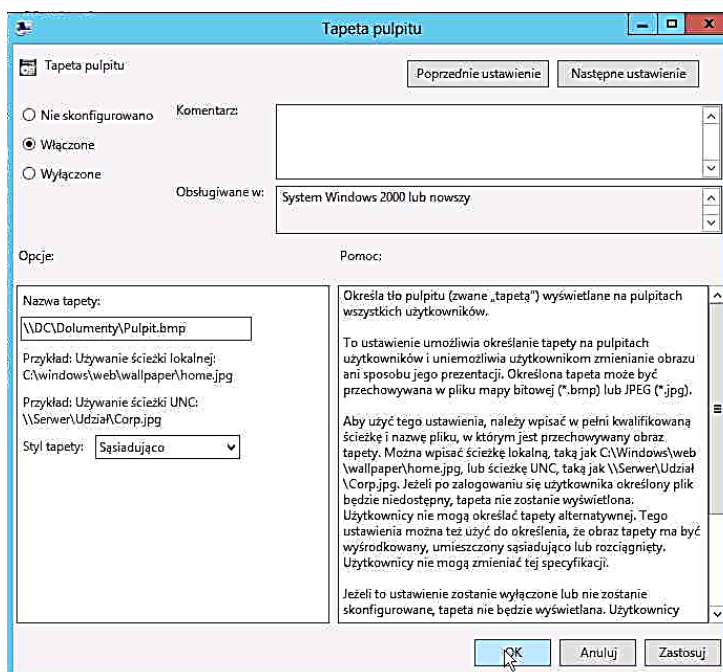 Tapeta pulpitu
Tapeta pulpitu
Poprzednie ustawienie
Następne ustawienie
Nie skonfigurowano
Włączone
Wyłączone
Komentarz:
Obsługiwane w:
System Windows 2000 lub nowszy
Opcje:
Pomoc:
Nazwa tapety:
\\DC\Dolumenty\Pulpit.bmp
Przykład: Używanie ścieżki lokalnej:
C:\windows\web\wallpaper\home.jpg
Przykład: Używanie ścieżki UNC:
\\Serwer\Udział\Corp.jpg
Styl tapety:
Sąsiadująco
Określa tło pulpitu (zwane „tapetą”) wyświetlane na pulpitach
wszystkich użytkowników.
To ustawienie umożliwia określanie tapety na pulpitach
użytkowników i uniemożliwia użytkownikom zmienianie obrazu
ani sposobu jego prezentacji. Określona tapeta może być
przechowywana w pliku mapy bitowej (*.bmp) lub JPEG (*.jpg).
Aby użyć tego ustawienia, należy wpisać w pełni kwalifikowaną
ścieżkę i nazwę pliku, w którym jest przechowywany obraz
tapety. Można wpisać ścieżkę lokalną, taką jak C:\Windows\web
\wallpaper\home.jpg, lub ścieżkę UNC, taką jak \\Serwer\Udział
\Corp.jpg. Jeżeli po zalogowaniu się użytkownika określony plik
będzie niedostępny, tapeta nie zostanie wyświetlona.
Użytkownicy nie mogą określać tapety alternatywnej. Tego
ustawienia można też użyć do określenia, że obraz tapety ma być
wyśrodkowany, umieszczony sąsiadująco lub rozciągnięty.
Użytkownicy nie mogą zmieniać tej specyfikacji.
Jeżeli to ustawienie zostanie wyłączone lub nie zostanie
skonfigurowane, tapeta nie będzie wyświetlana. Użytkownicy
OK
Anuluj
Zastosuj